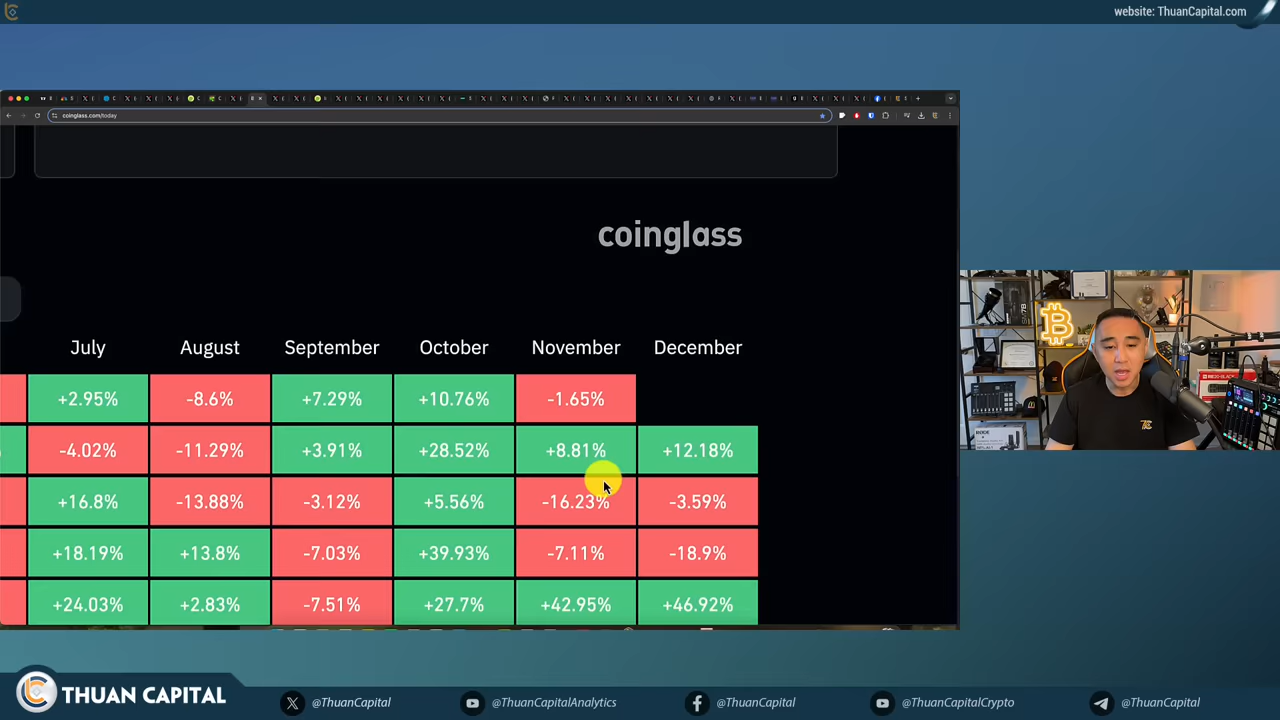 website: ThuanCapital.com
coinglass.com/today
coinglass
July August September October November December
+2.95% -8.6% +7.29% +10.76% -1.65%
-4.02% -11.29% +3.91% +28.52% +8.81% +12.18%
+16.8% -13.88% -3.12% +5.56% -16.23% -3.59%
+18.19% +13.8% -7.03% +39.93% -7.11% -18.9%
+24.03% +2.83% -7.51% +27.7% +42.95% +46.92%
THUAN CAPITAL
@ThuanCapital @ThuanCapitalAnalytics @ThuanCapital @ThuanCapitalCrypto @ThuanCapital